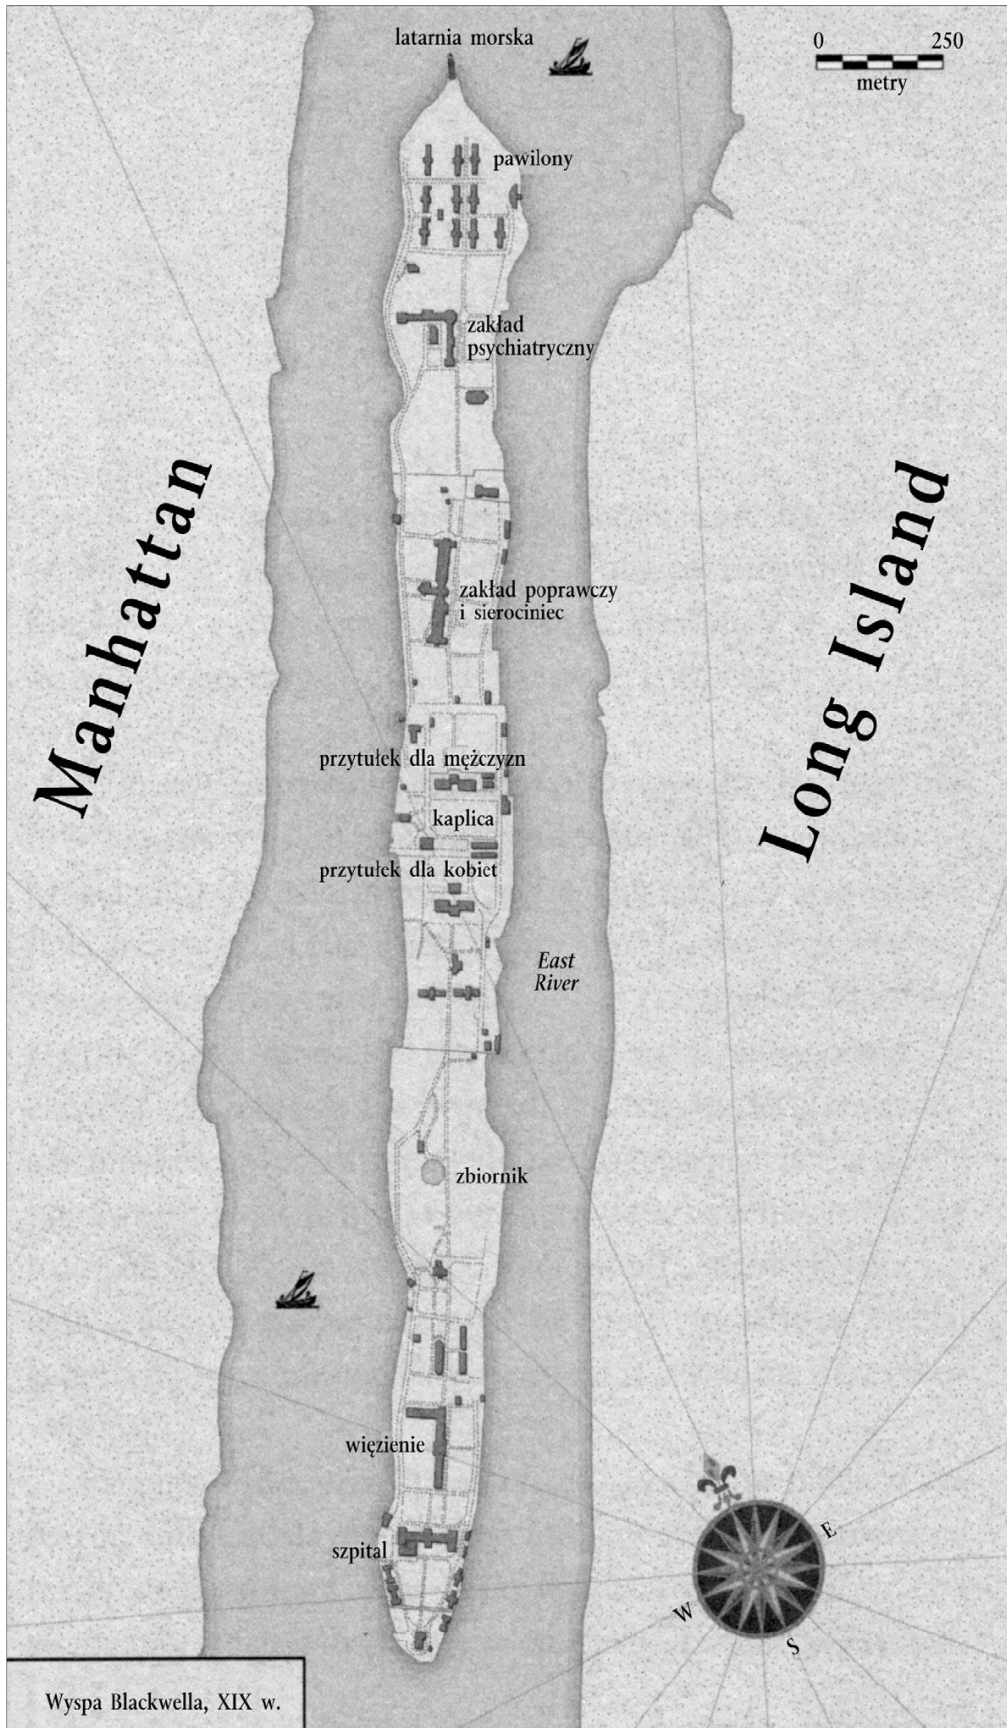 latarnia morska
0 250
metry
pawilony
zakład
psychiatryczny
Manhattan
Long Island
zakład poprawczy
i sierociniec
przytułek dla mężczyzn
kaplica
przytułek dla kobiet
East
River
zbiornik
więzienie
szpital
E
W
S
Wyspa Blackwella, XIX w.